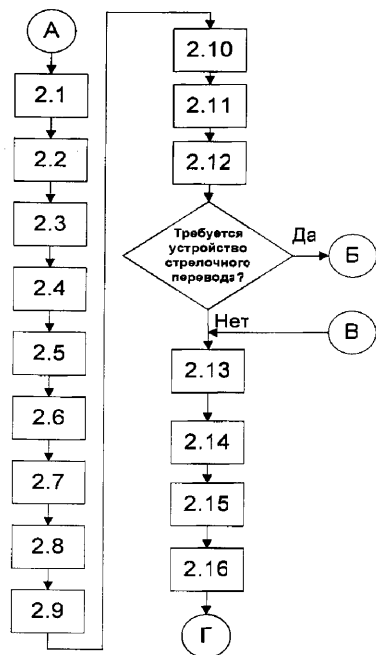 А
2.1
2.2
2.3
2.4
2.5
2.6
2.7
2.8
2.9
2.10
2.11
2.12
Требуется
устройство
стрелочного
перевода?
Да
Б
Нет
В
2.13
2.14
2.15
2.16
Г